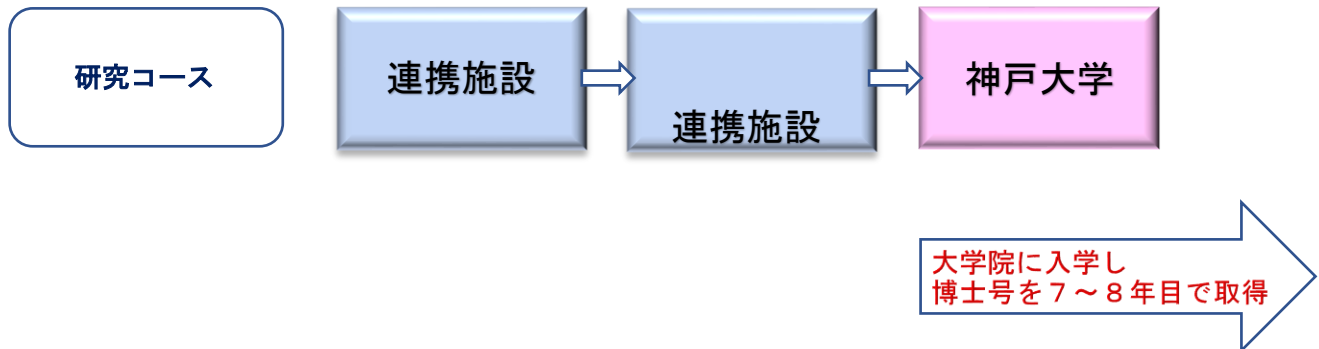 研究コース
連携施設
連携施設
神戸大学
大学院に入学し
博士号を７～８年目で取得